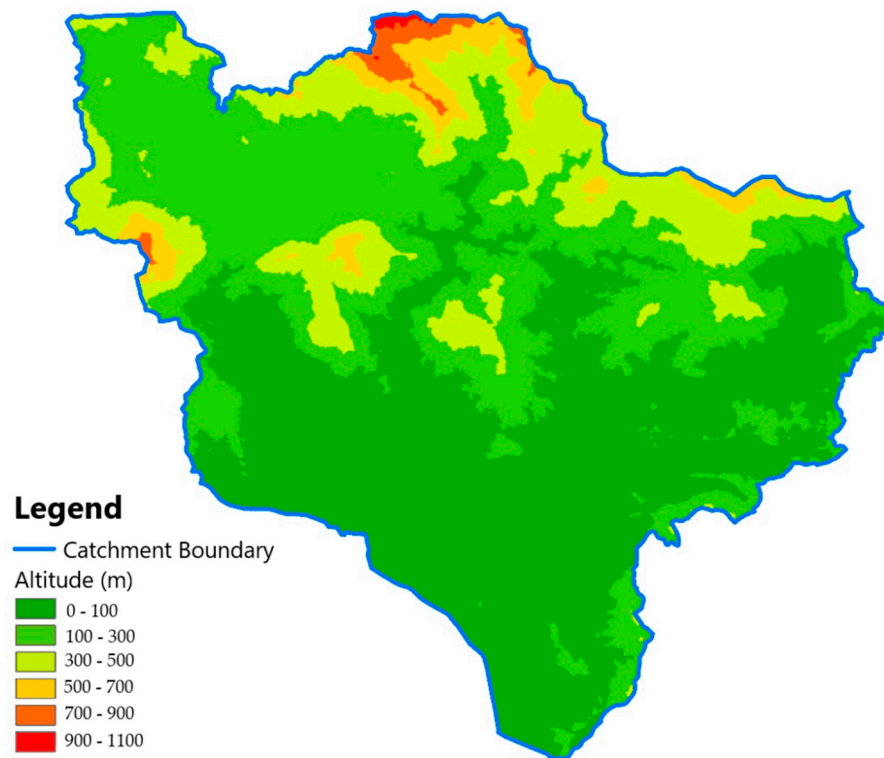 Legend
Catchment Boundary
Altitude (m)
0 - 100
100 - 300
300 - 500
500 - 700
700 - 900
900 - 1100